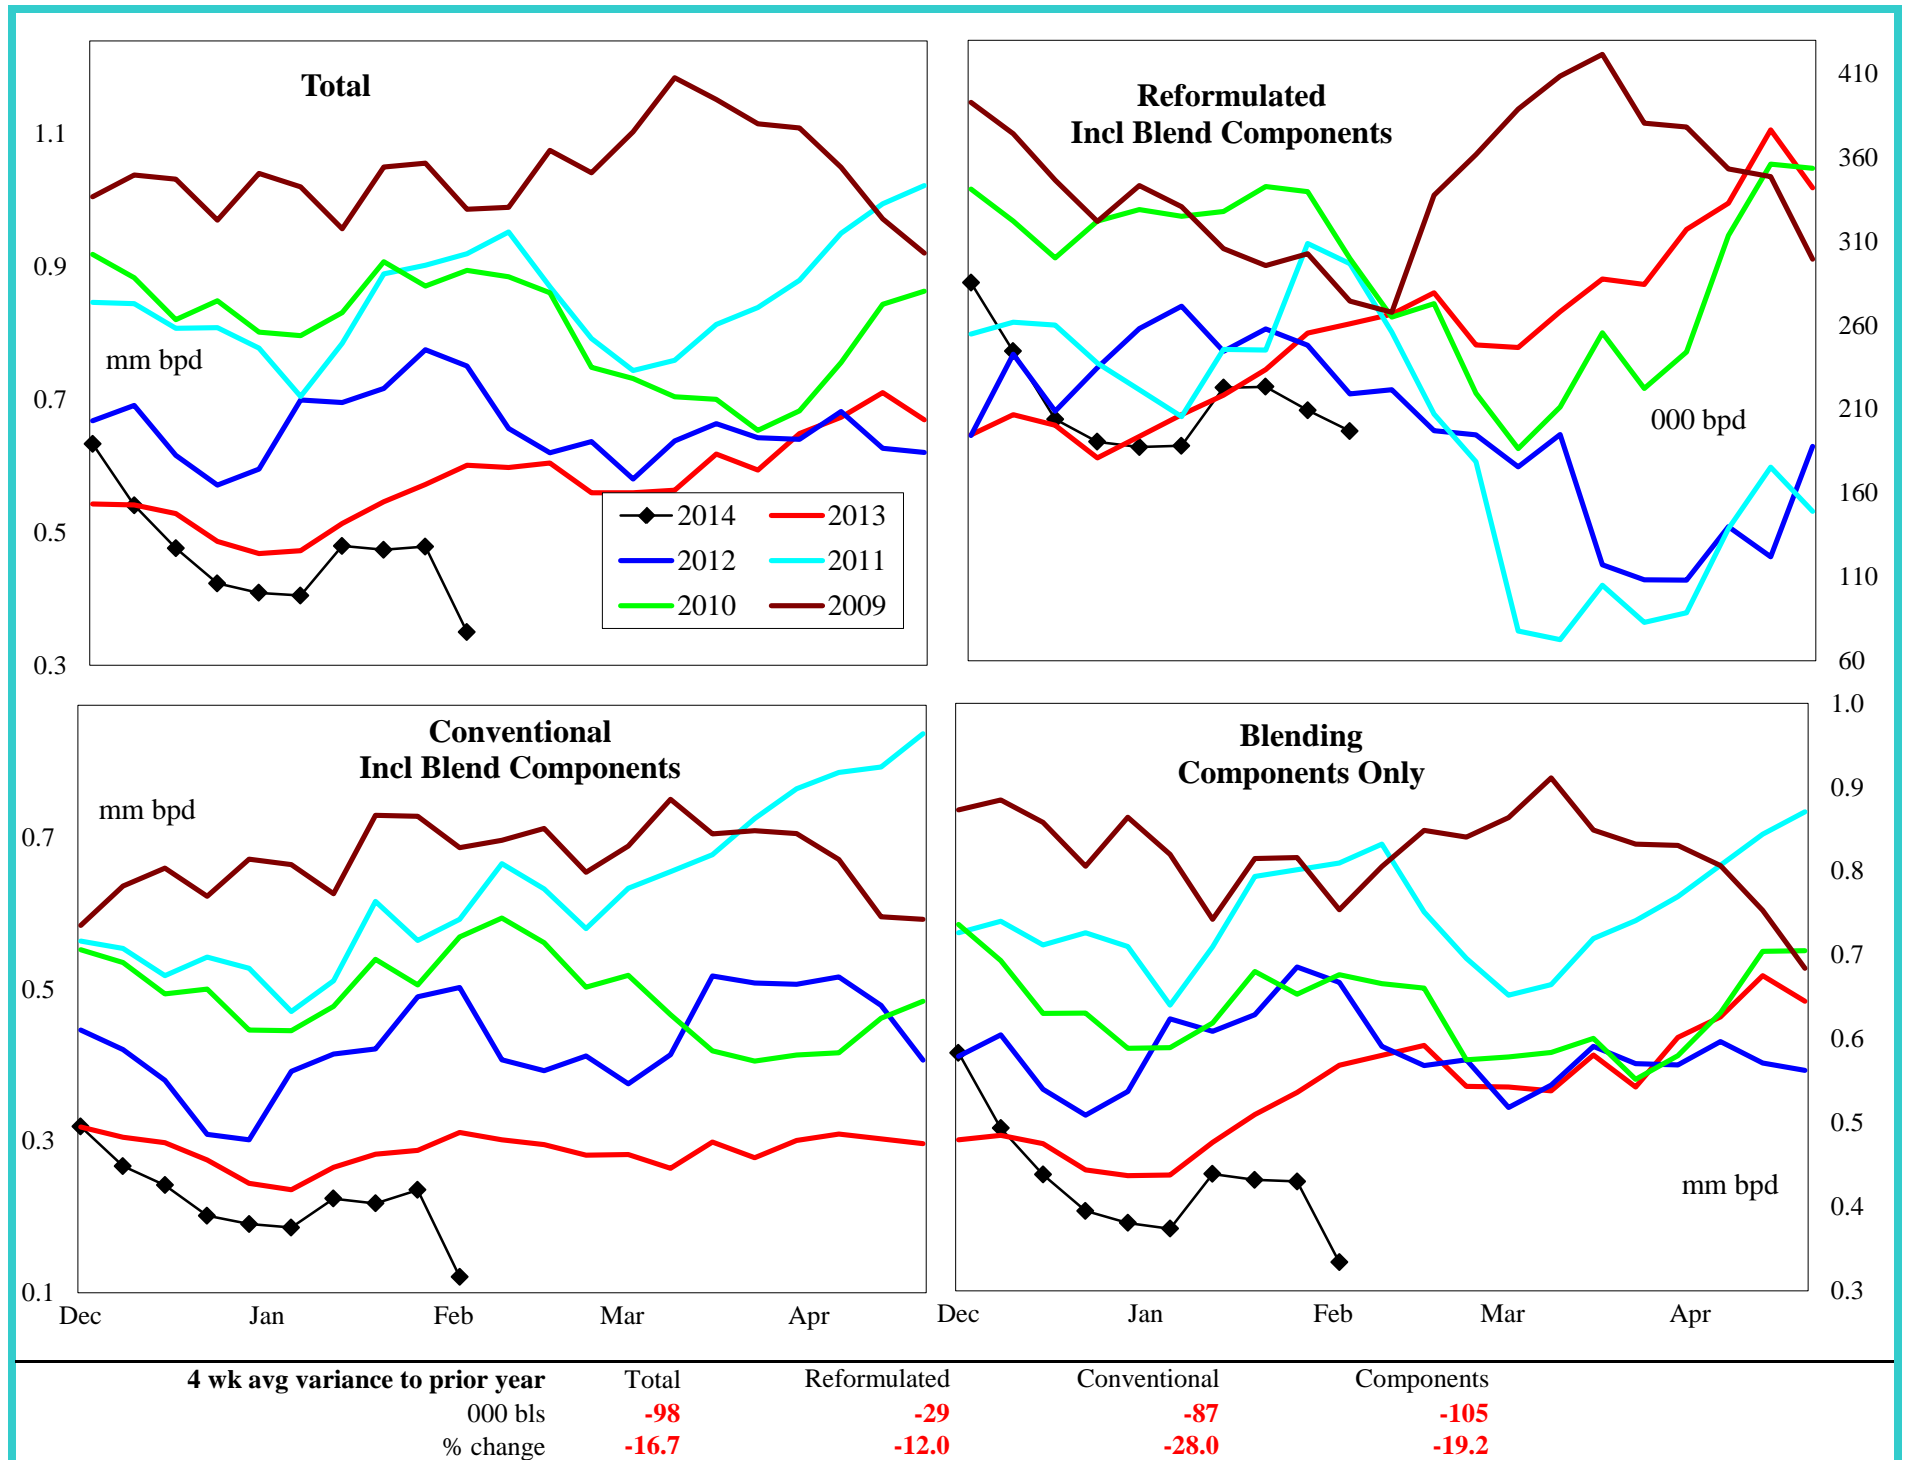 Total
1.1
0.9
mm bpd
0.7
0.5
0.3
2014 2013
2012 2011
2010 2009
Reformulated
Incl Blend Components
410
360
310
260
210
000 bpd
160
110
60
Conventional
Incl Blend Components
mm bpd
0.7
0.5
0.3
0.1
Dec Jan Feb Mar Apr
Blending
Components Only
1.0
0.9
0.8
0.7
0.6
0.5
mm bpd
0.4
0.3
Dec Jan Feb Mar Apr
4 wk avg variance to prior year Total Reformulated Conventional Components
000 bls -98 -29 -87 -105
% change -16.7 -12.0 -28.0 -19.2